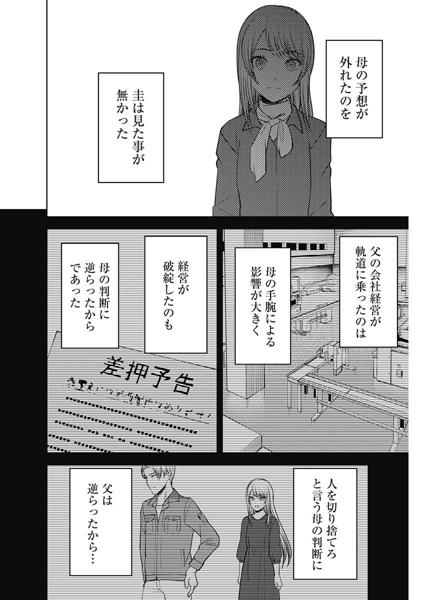 母の予想が
外れたのを
圭は見た事が
無かった
父の会社経営が
軌道に乗ったのは
母の手腕による
影響が大きく
経営が
破綻したのも
母の判断に
逆らったから
であった
差押予告
人を切り捨てろ
と言う母の判断に
父は
逆らったから…